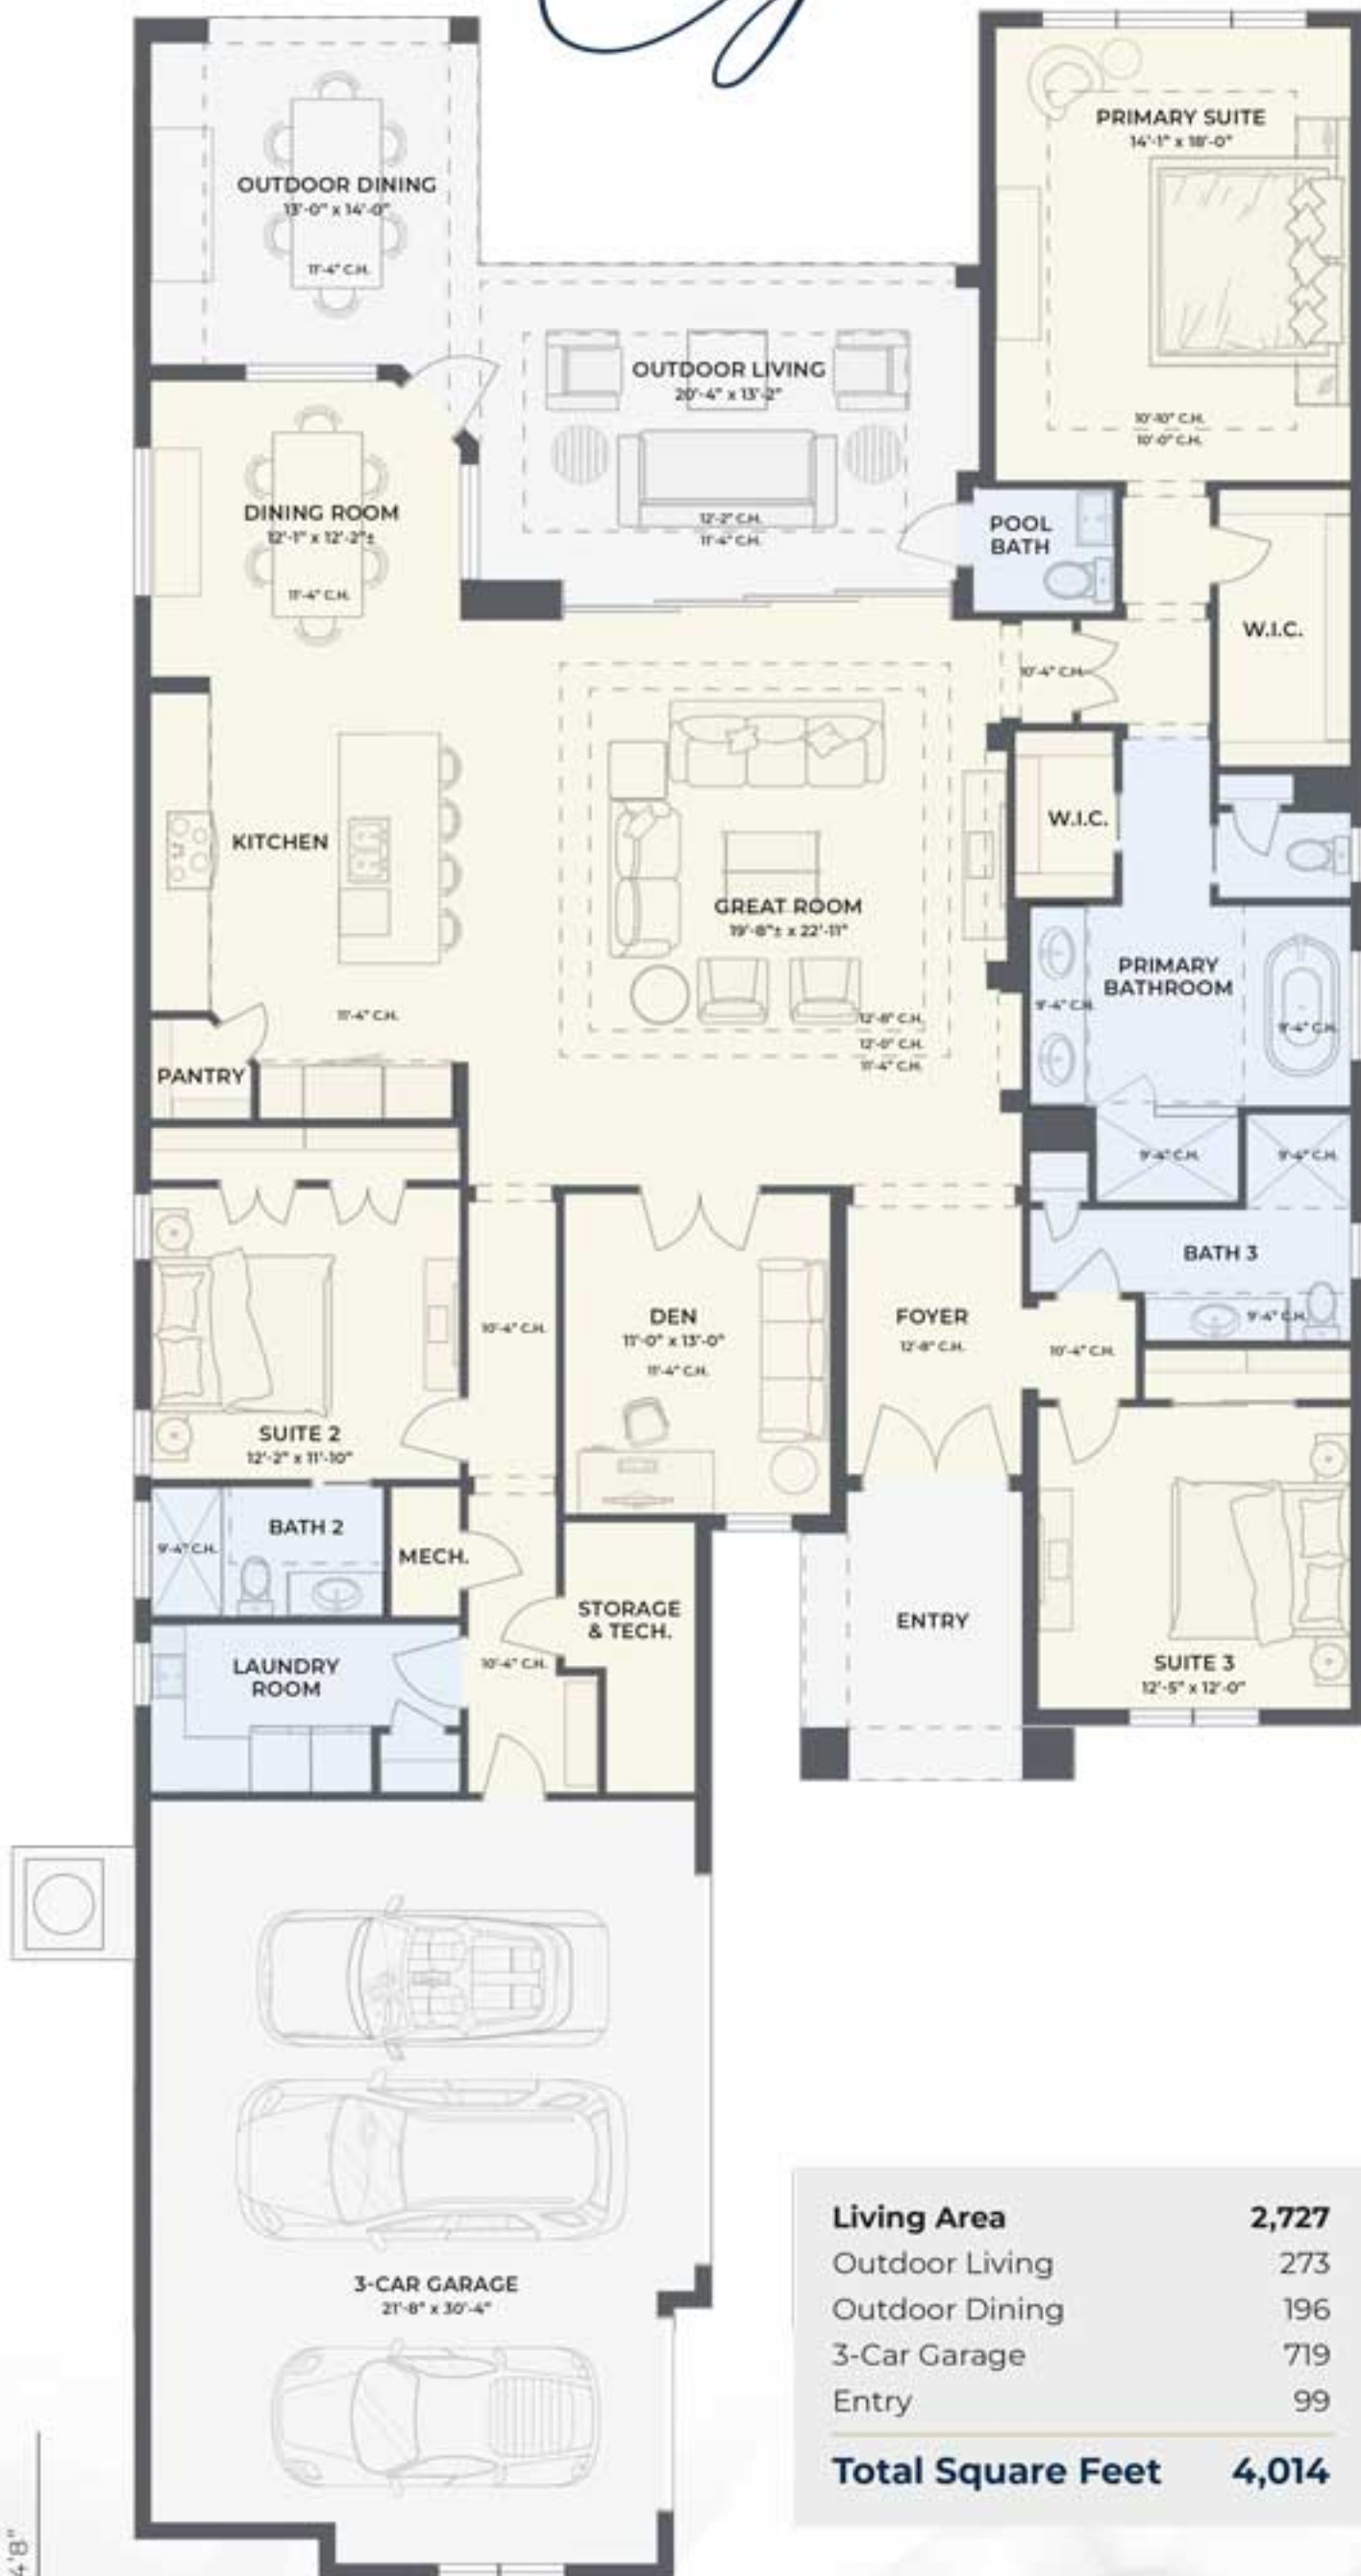 PRIMARY SUITE
14'-1" x 18'-0"
OUTDOOR DINING
13'-0" x 14'-0"
11'-4" C.H.
OUTDOOR LIVING
20'-4" x 13'-2"
10'-10" C.H.
10'-0" C.H.
DINING ROOM
12'-1" x 12'-2"±
11'-4" C.H.
12'-2" C.H.
11'-4" C.H.
POOL
BATH
W.I.C.
10'-4" C.H.
W.I.C.
KITCHEN
11'-4" C.H.
GREAT ROOM
19'-8"± x 22'-11"
12'-8" C.H.
12'-0" C.H.
11'-4" C.H.
PRIMARY
BATHROOM
9'-4" C.H.
9'-4" C.H.
PANTRY
9'-4" C.H.
9'-4" C.H.
BATH 3
9'-4" C.H.
10'-4" C.H.
DEN
11'-0" x 13'-0"
11'-4" C.H.
FOYER
12'-8" C.H.
10'-4" C.H.
SUITE 2
12'-2" x 11'-10"
BATH 2
9'-4" C.H.
MECH.
STORAGE
& TECH.
ENTRY
LAUNDRY
ROOM
10'-4" C.H.
SUITE 3
12'-5" x 12'-0"
3-CAR GARAGE
21'-8" x 30'-4"
Living Area 2,727
Outdoor Living 273
Outdoor Dining 196
3-Car Garage 719
Entry 99
Total Square Feet 4,014
4'8"